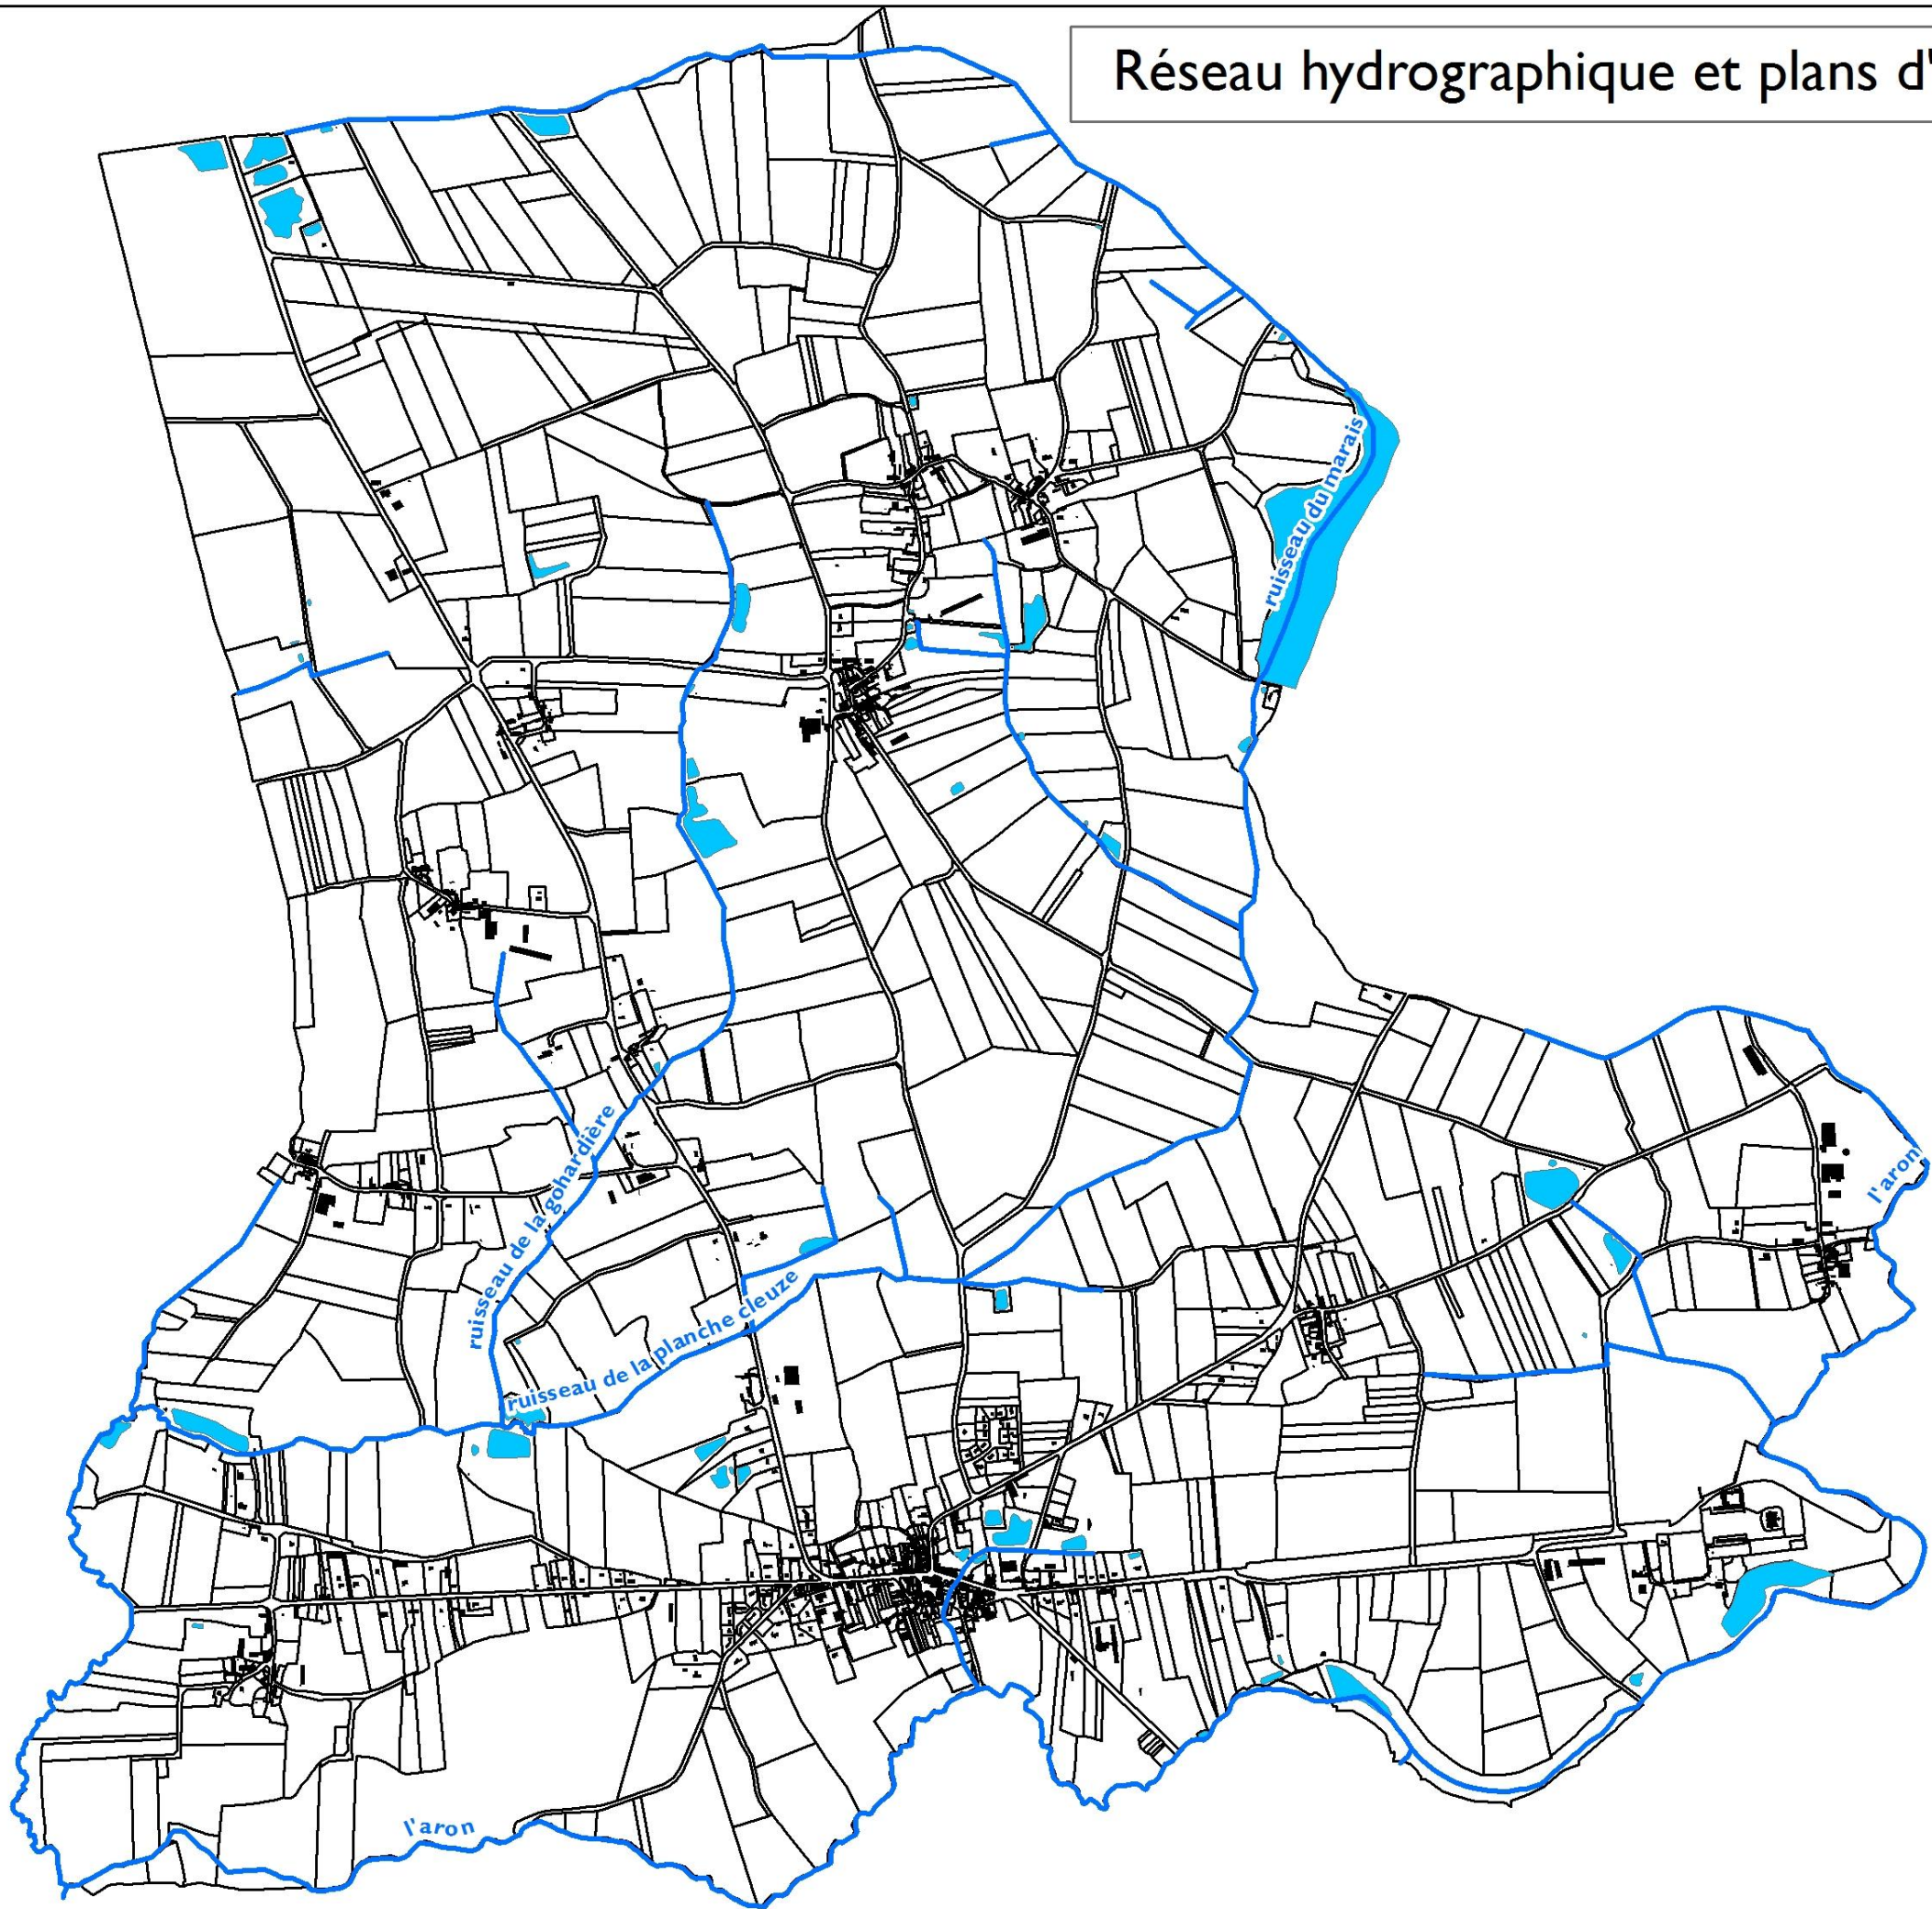 Réseau hydrographique et plans d'
ruisseau du marais
ruisseau de la gohardière
l'aron
ruisseau de la planche cleuze
l'aron